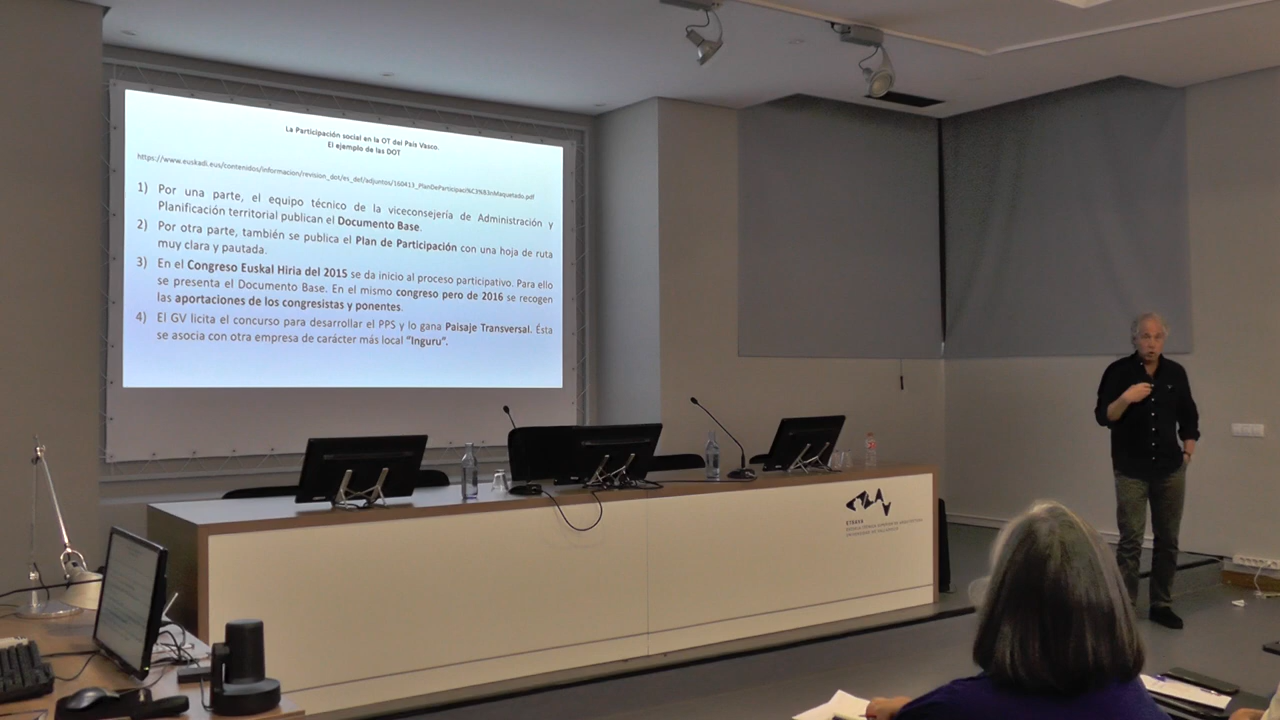 La Participación social en la OT del País Vasco.
El ejemplo de las DOT
https://www.euskadi.eus/contenidos/informacion/revision_dot/es_def/adjuntos/160413_PlanDeParticipaci%C3%B3nMaquetado.pdf
1) Por una parte, el equipo técnico de la viceconsejería de Administración y
Planificación territorial publican el Documento Base.
2) Por otra parte, también se publica el Plan de Participación con una hoja de ruta
muy clara y pautada.
3) En el Congreso Euskal Hiria del 2015 se da inicio al proceso participativo. Para ello
se presenta el Documento Base. En el mismo congreso pero de 2016 se recogen
las aportaciones de los congresistas y ponentes.
4) El GV licita el concurso para desarrollar el PPS y lo gana Paisaje Transversal. Ésta
se asocia con otra empresa de carácter más local "Inguru".
ETSAVA